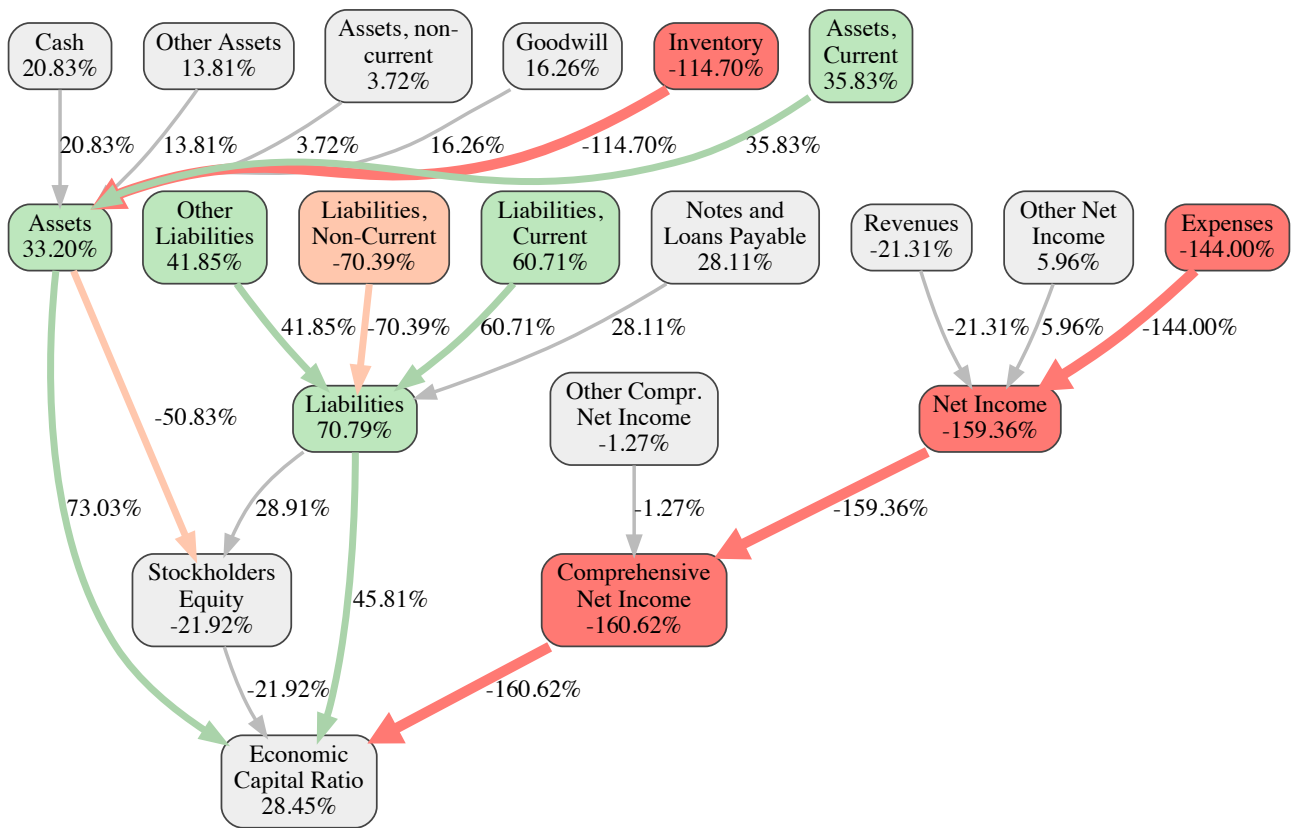 Cash
20.83%
Other Assets
13.81%
Assets, non-
current
3.72%
Goodwill
16.26%
Inventory
-114.70%
Assets,
Current
35.83%
20.83%
13.81%
3.72%
16.26%
-114.70%
35.83%
Assets
33.20%
Other
Liabilities
41.85%
Liabilities,
Non-Current
-70.39%
Liabilities,
Current
60.71%
Notes and
Loans Payable
28.11%
Revenues
-21.31%
Other Net
Income
5.96%
Expenses
-144.00%
41.85%
-70.39%
60.71%
28.11%
-21.31%
5.96%
-144.00%
-50.83%
Liabilities
70.79%
Other Compr.
Net Income
-1.27%
Net Income
-159.36%
73.03%
28.91%
-1.27%
-159.36%
Stockholders
Equity
-21.92%
45.81%
Comprehensive
Net Income
-160.62%
-21.92%
-160.62%
Economic
Capital Ratio
28.45%